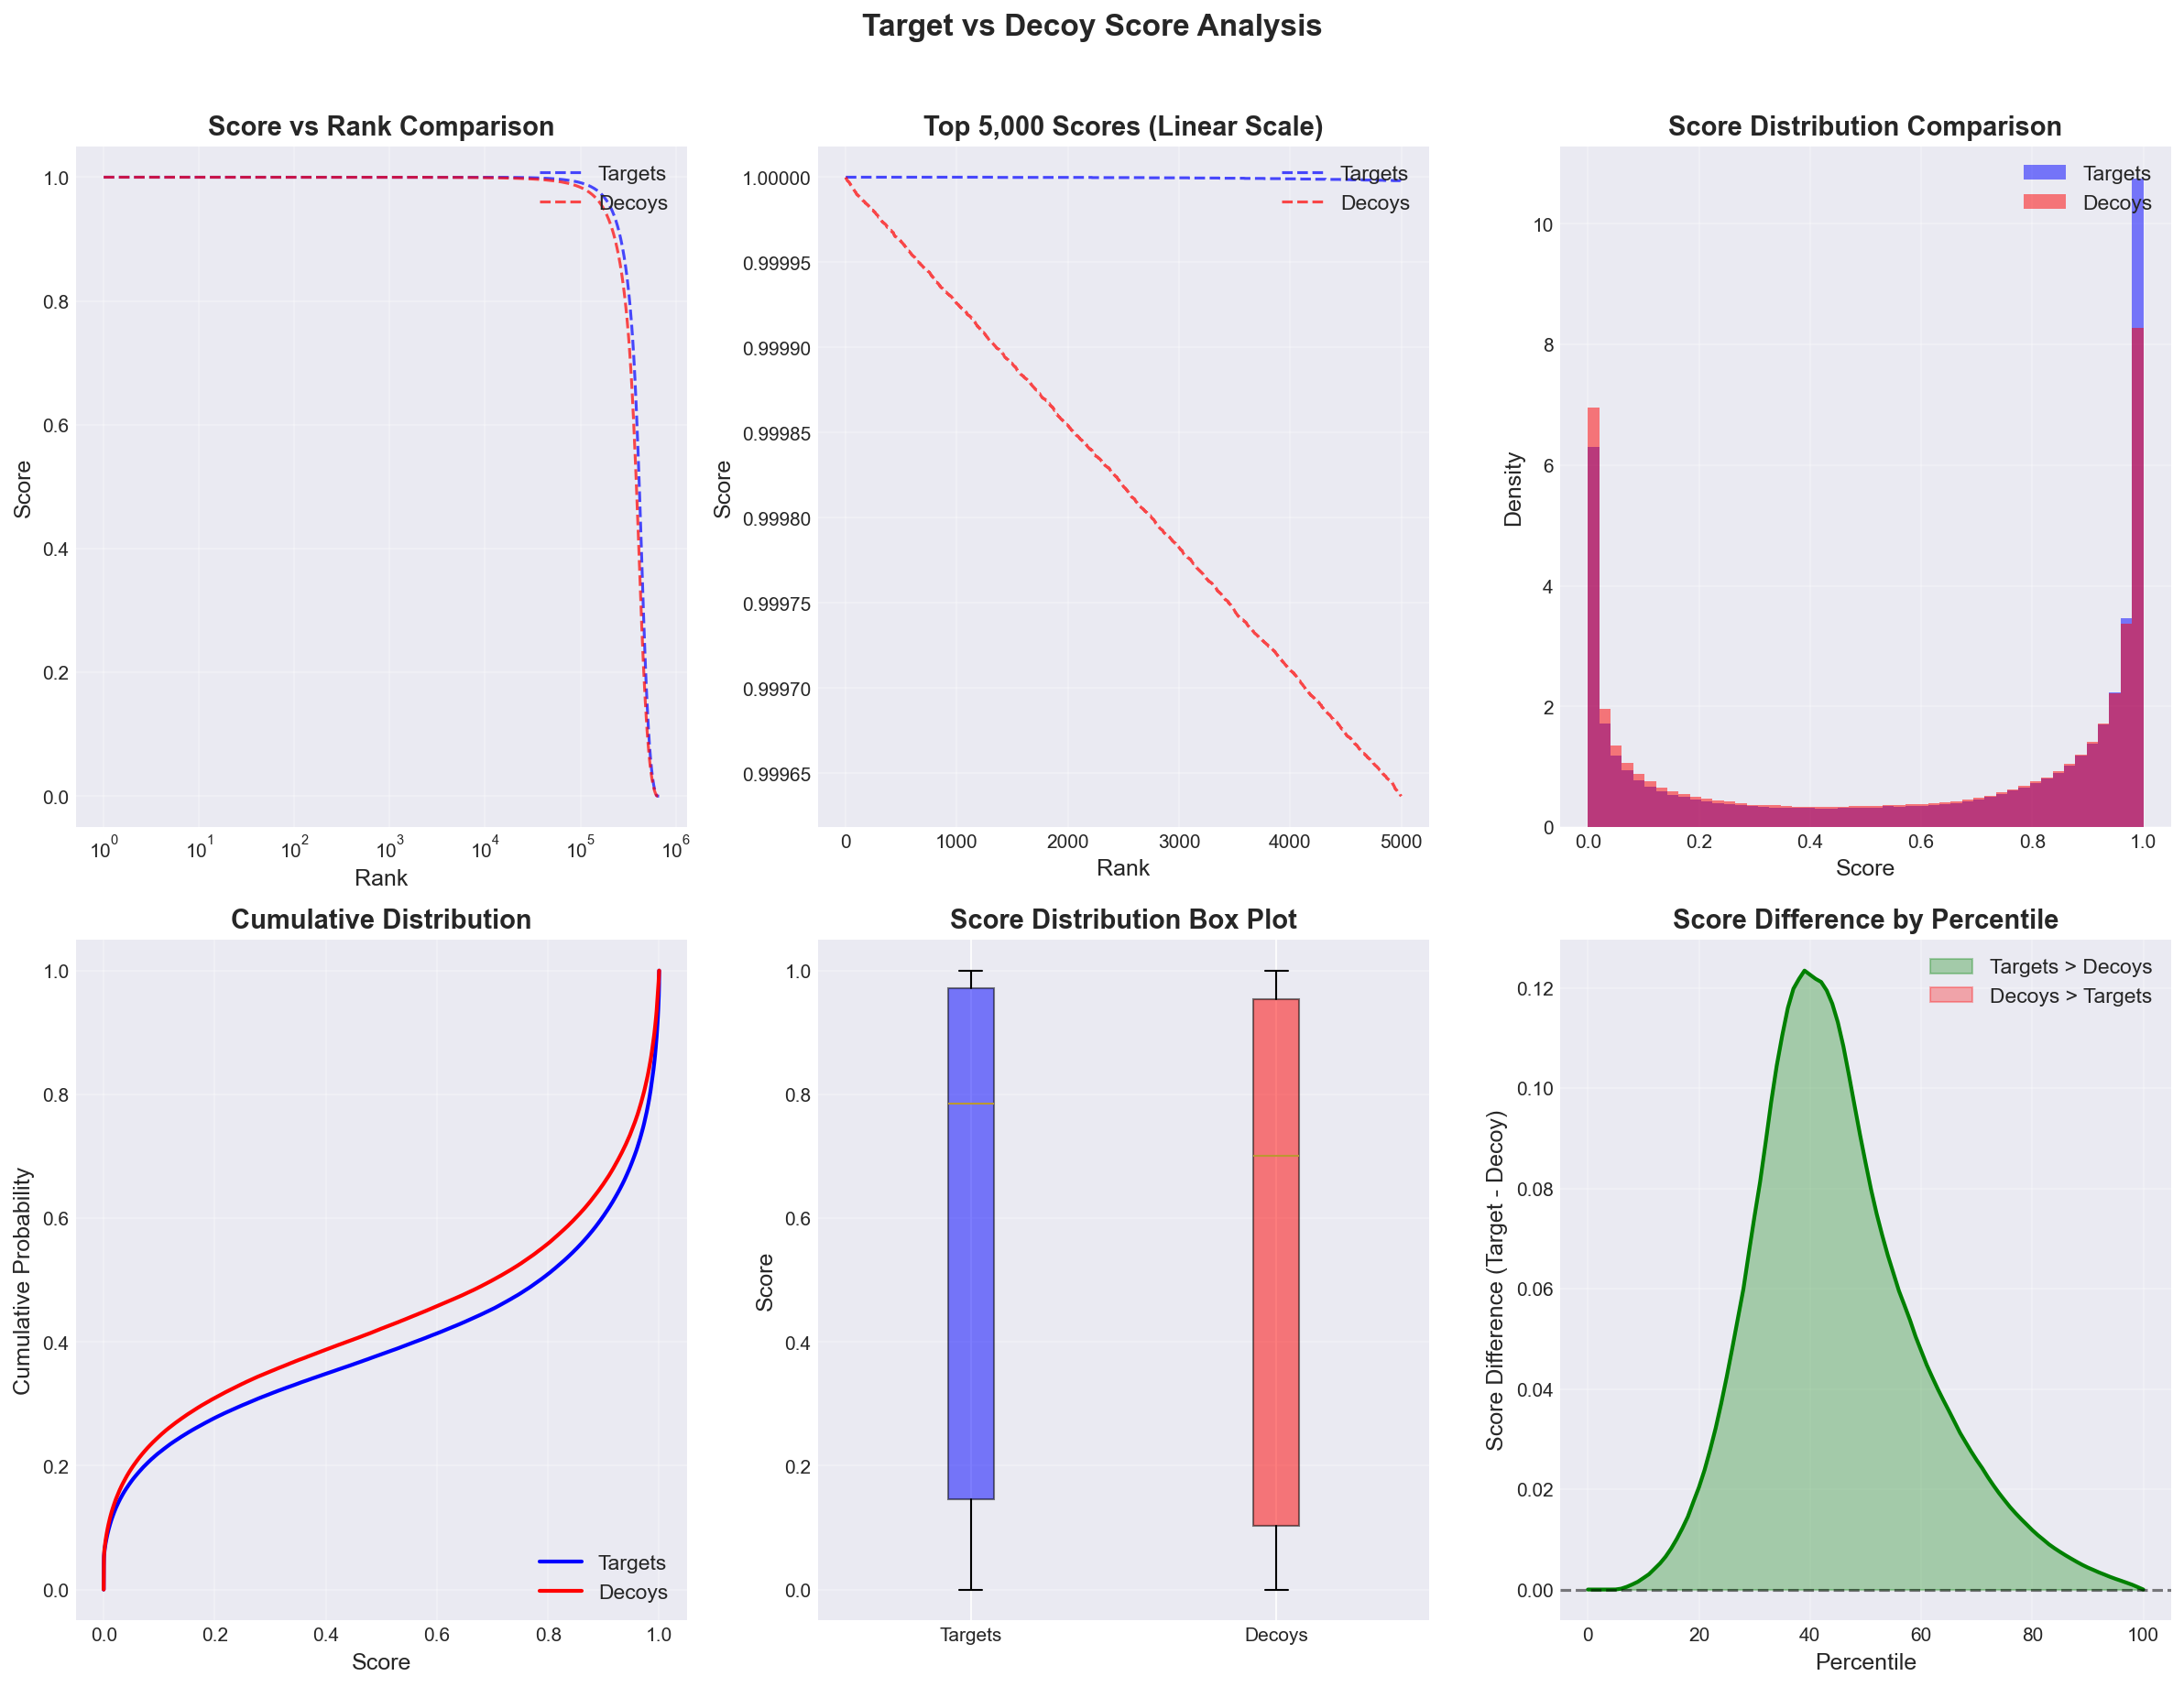 Target vs Decoy Score Analysis
Score vs Rank Comparison
Targets
Decoys
1.0
0.8
0.6
0.4
0.2
0.0
Score
10^0 10^1 10^2 10^3 10^4 10^5 10^6
Rank
Top 5,000 Scores (Linear Scale)
Targets
Decoys
1.00000
0.99995
0.99990
0.99985
0.99980
0.99975
0.99970
0.99965
Score
0 1000 2000 3000 4000 5000
Rank
Score Distribution Comparison
Targets
Decoys
10
8
6
4
2
0
Density
0.0 0.2 0.4 0.6 0.8 1.0
Score
Cumulative Distribution
1.0
0.8
0.6
0.4
0.2
0.0
Cumulative Probability
Targets
Decoys
0.0 0.2 0.4 0.6 0.8 1.0
Score
Score Distribution Box Plot
1.0
0.8
0.6
0.4
0.2
0.0
Score
Targets Decoys
Score Difference by Percentile
Targets > Decoys
Decoys > Targets
0.12
0.10
0.08
0.06
0.04
0.02
0.00
Score Difference (Target - Decoy)
0 20 40 60 80 100
Percentile